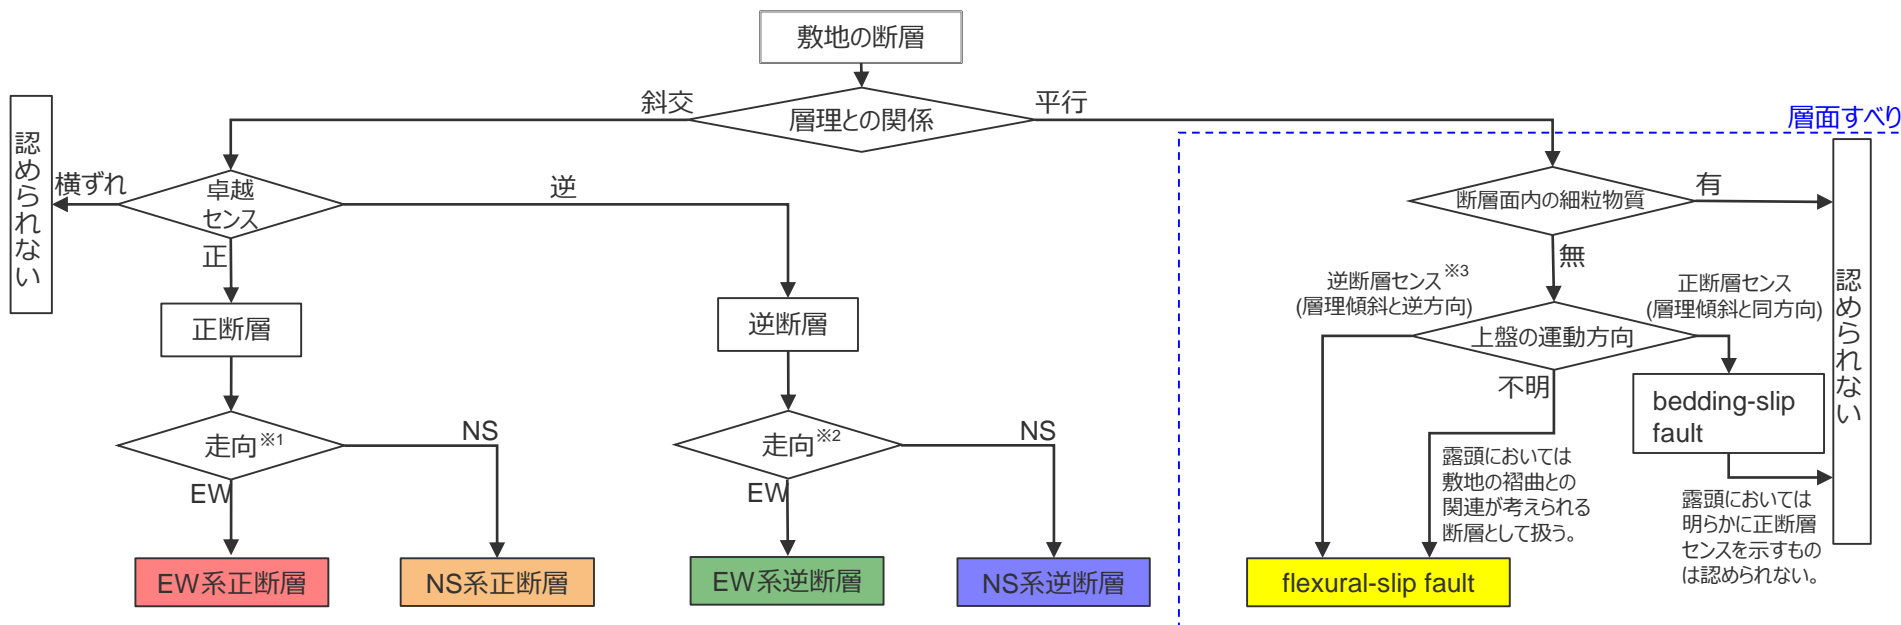 敷地の断層
層理との関係
斜交
平行
層面すべり
認められない
横ずれ
卓越
センス
逆
正
正断層
逆断層
走向※1
NS
EW
走向※2
NS
EW
EW系正断層
NS系正断層
EW系逆断層
NS系逆断層
断層面内の細粒物質
有
無
逆断層センス※3
(層理傾斜と逆方向)
正断層センス
(層理傾斜と同方向)
上盤の運動方向
不明
bedding-slip
fault
認められない
露頭においては
敷地の褶曲との
関連が考えられる
断層として扱う。
露頭においては
明らかに正断層
センスを示すもの
は認められない。
flexural-slip fault